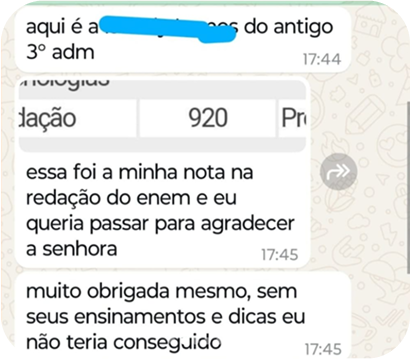 aqui é a do antigo
3° adm
17:44
nologias
dação 920 Pr
essa foi a minha nota na
redação do enem e eu
queria passar para agradecer
a senhora
17:45
muito obrigada mesmo, sem
seus ensinamentos e dicas eu
não teria conseguido
17:45